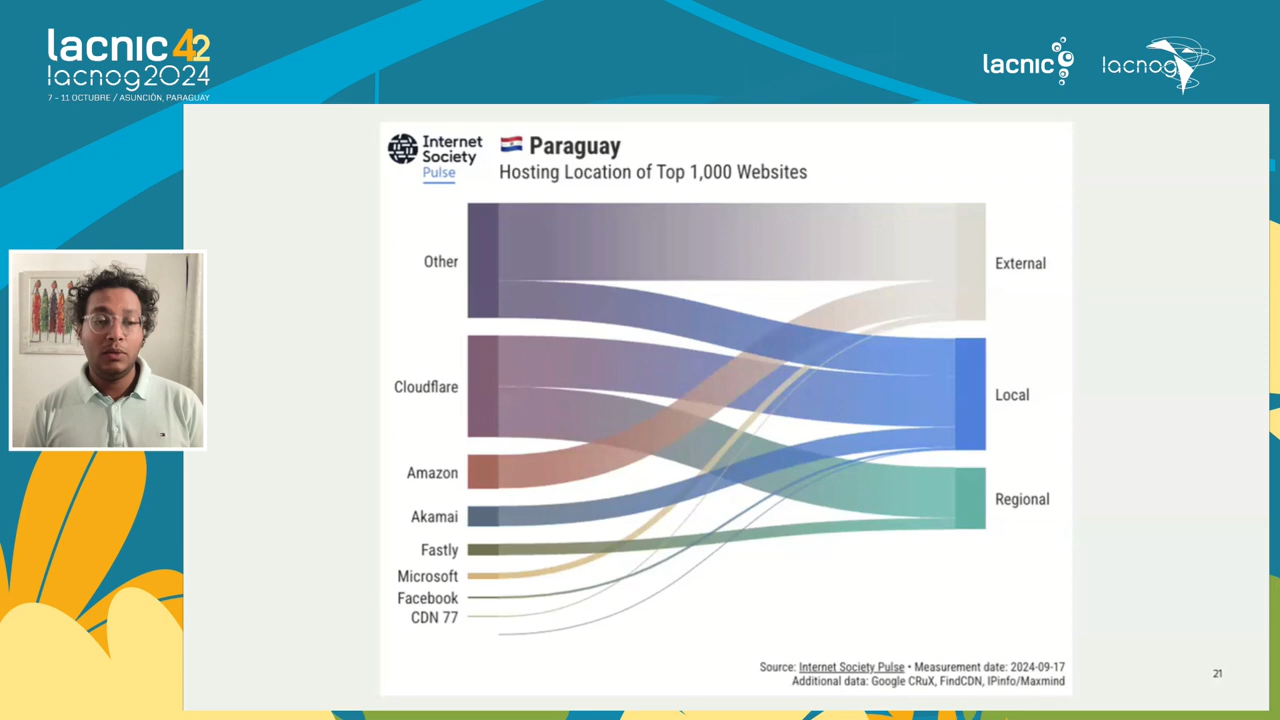 lacnic 42
lacnog2024
7 - 11 OCTUBRE / ASUNCIÓN, PARAGUAY
lacnic
lacnog
Internet
Society
Pulse
Paraguay
Hosting Location of Top 1,000 Websites
Other
Cloudflare
Amazon
Akamai
Fastly
Microsoft
Facebook
CDN 77
External
Local
Regional
Source: Internet Society Pulse • Measurement date: 2024-09-17
Additional data: Google CRuX, FindCDN, IPinfo/Maxmind
21